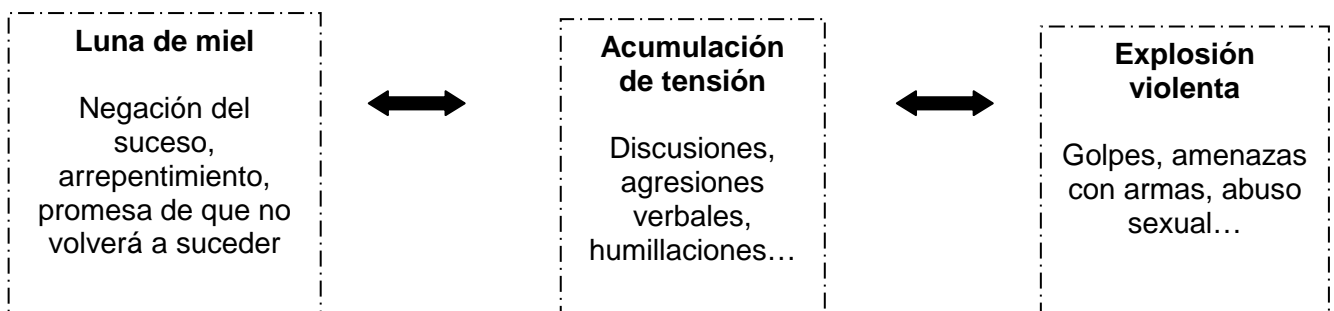 Luna de miel
Negación del
suceso,
arrepentimiento,
promesa de que no
volverá a suceder
Acumulación
de tensión
Discusiones,
agresiones
verbales,
humillaciones…
Explosión
violenta
Golpes, amenazas
con armas, abuso
sexual…